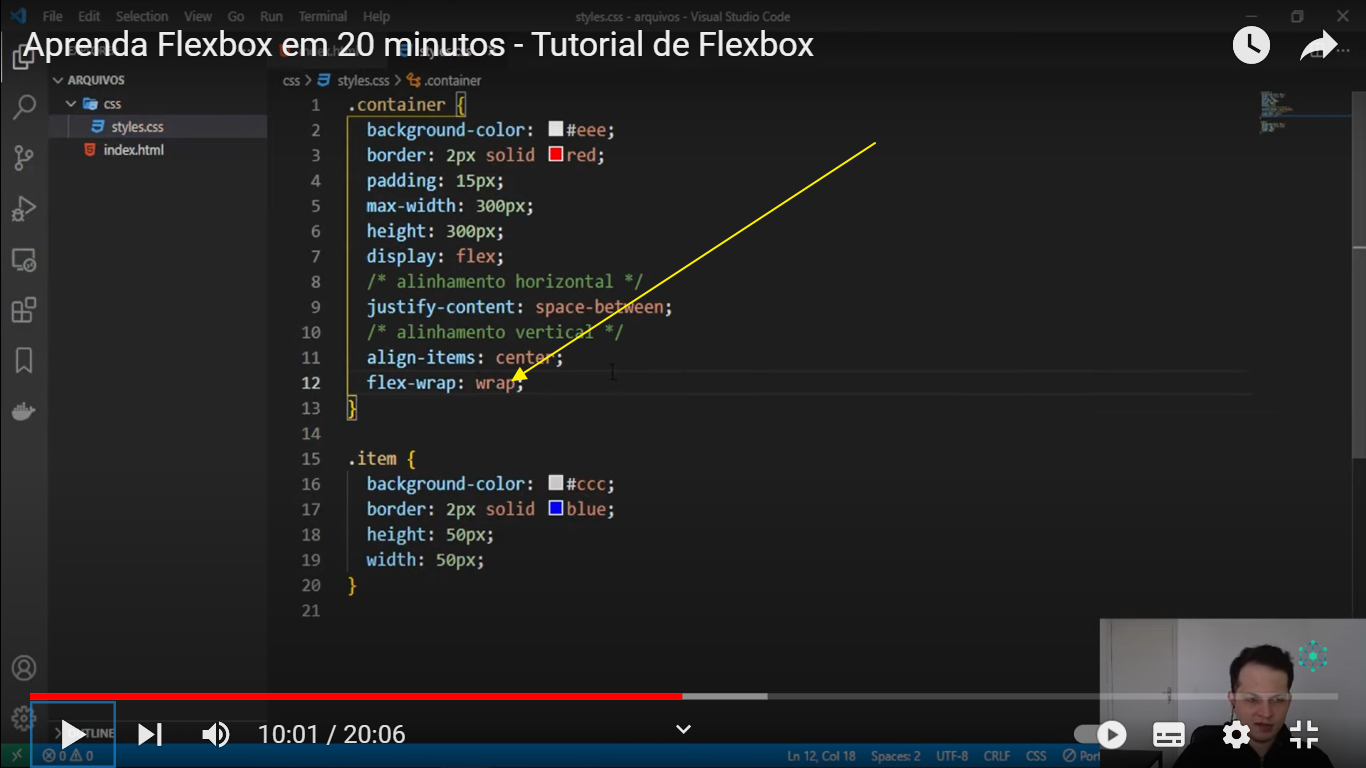 File Edit Selection View Go Run Terminal Help
styles.css - arquivos - Visual Studio Code
Aprenda Flexbox em 20 minutos - Tutorial de Flexbox
ARQUIVOS
css
styles.css
index.html
css > styles.css > .container
1 .container {
2 background-color: #eee;
3 border: 2px solid red;
4 padding: 15px;
5 max-width: 300px;
6 height: 300px;
7 display: flex;
8 /* alinhamento horizontal */
9 justify-content: space-between;
10 /* alinhamento vertical */
11 align-items: center;
12 flex-wrap: wrap;
13 }
14
15 .item {
16 background-color: #ccc;
17 border: 2px solid blue;
18 height: 50px;
19 width: 50px;
20 }
21
10:01 / 20:06
0 0
Ln 12, Col 18 Spaces: 2 UTF-8 CRLF CSS